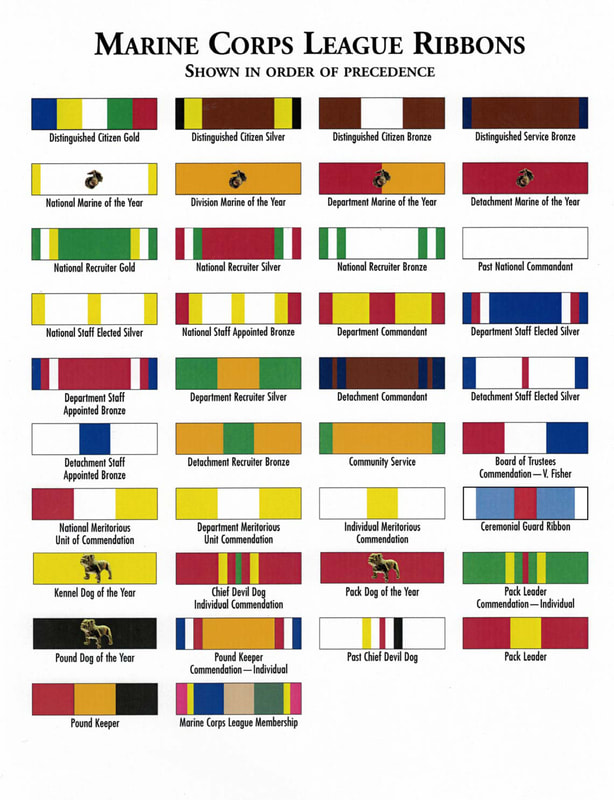 MARINE CORPS LEAGUE RIBBONS
SHOWN IN ORDER OF PRECEDENCE
Distinguished Citizen Gold
Distinguished Citizen Silver
Distinguished Citizen Bronze
Distinguished Service Bronze
National Marine of the Year
Division Marine of the Year
Department Marine of the Year
Detachment Marine of the Year
National Recruiter Gold
National Recruiter Silver
National Recruiter Bronze
Past National Commandant
National Staff Elected Silver
National Staff Appointed Bronze
Department Commandant
Department Staff Elected Silver
Department Staff
Appointed Bronze
Department Recruiter Silver
Detachment Commandant
Detachment Staff Elected Silver
Detachment Staff
Appointed Bronze
Detachment Recruiter Bronze
Community Service
Board of Trustees
Commendation—V. Fisher
National Meritorious
Unit of Commendation
Department Meritorious
Unit Commendation
Individual Meritorious
Commendation
Ceremonial Guard Ribbon
Kennel Dog of the Year
Chief Devil Dog
Individual Commendation
Pack Dog of the Year
Pack Leader
Commendation—Individual
Pound Dog of the Year
Pound Keeper
Commendation—Individual
Past Chief Devil Dog
Pack Leader
Pound Keeper
Marine Corps League Membership